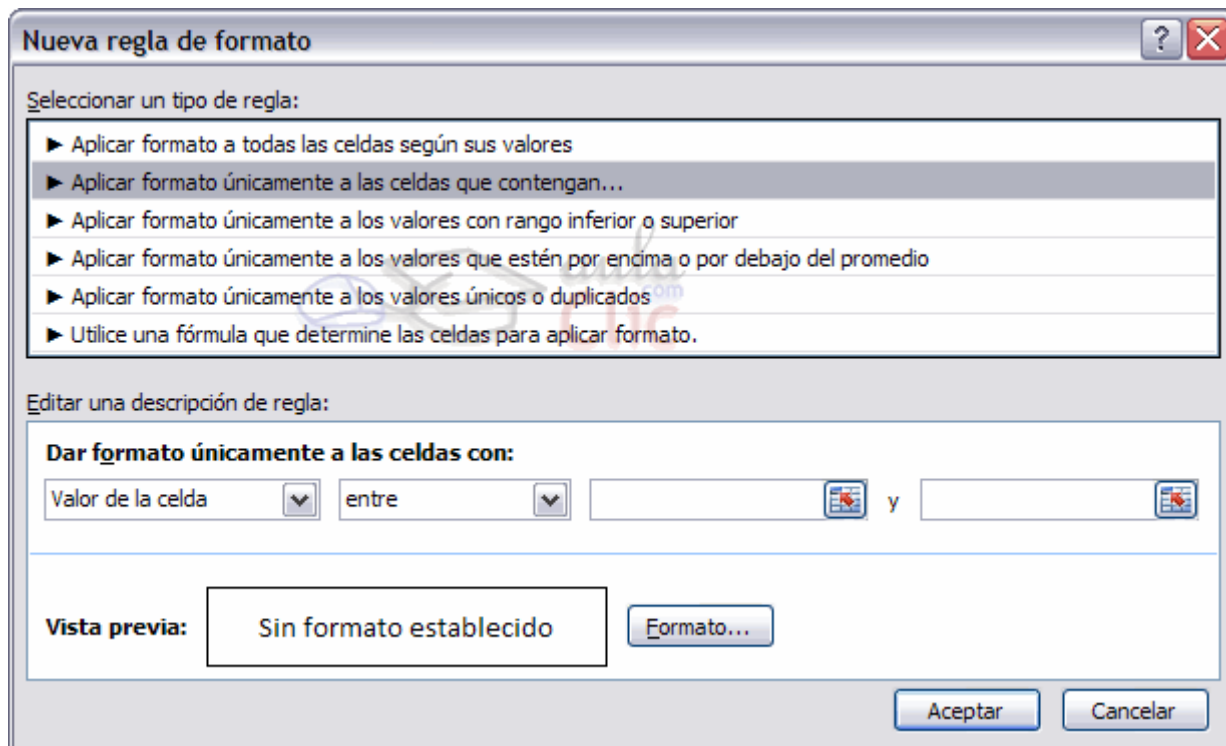 Nueva regla de formato
Seleccionar un tipo de regla:
► Aplicar formato a todas las celdas según sus valores
► Aplicar formato únicamente a las celdas que contengan...
► Aplicar formato únicamente a los valores con rango inferior o superior
► Aplicar formato únicamente a los valores que estén por encima o por debajo del promedio
► Aplicar formato únicamente a los valores únicos o duplicados
► Utilice una fórmula que determine las celdas para aplicar formato.
aula
.com
CLIC
Editar una descripción de regla:
Dar formato únicamente a las celdas con:
Valor de la celda entre y
Vista previa: Sin formato establecido Formato...
Aceptar Cancelar